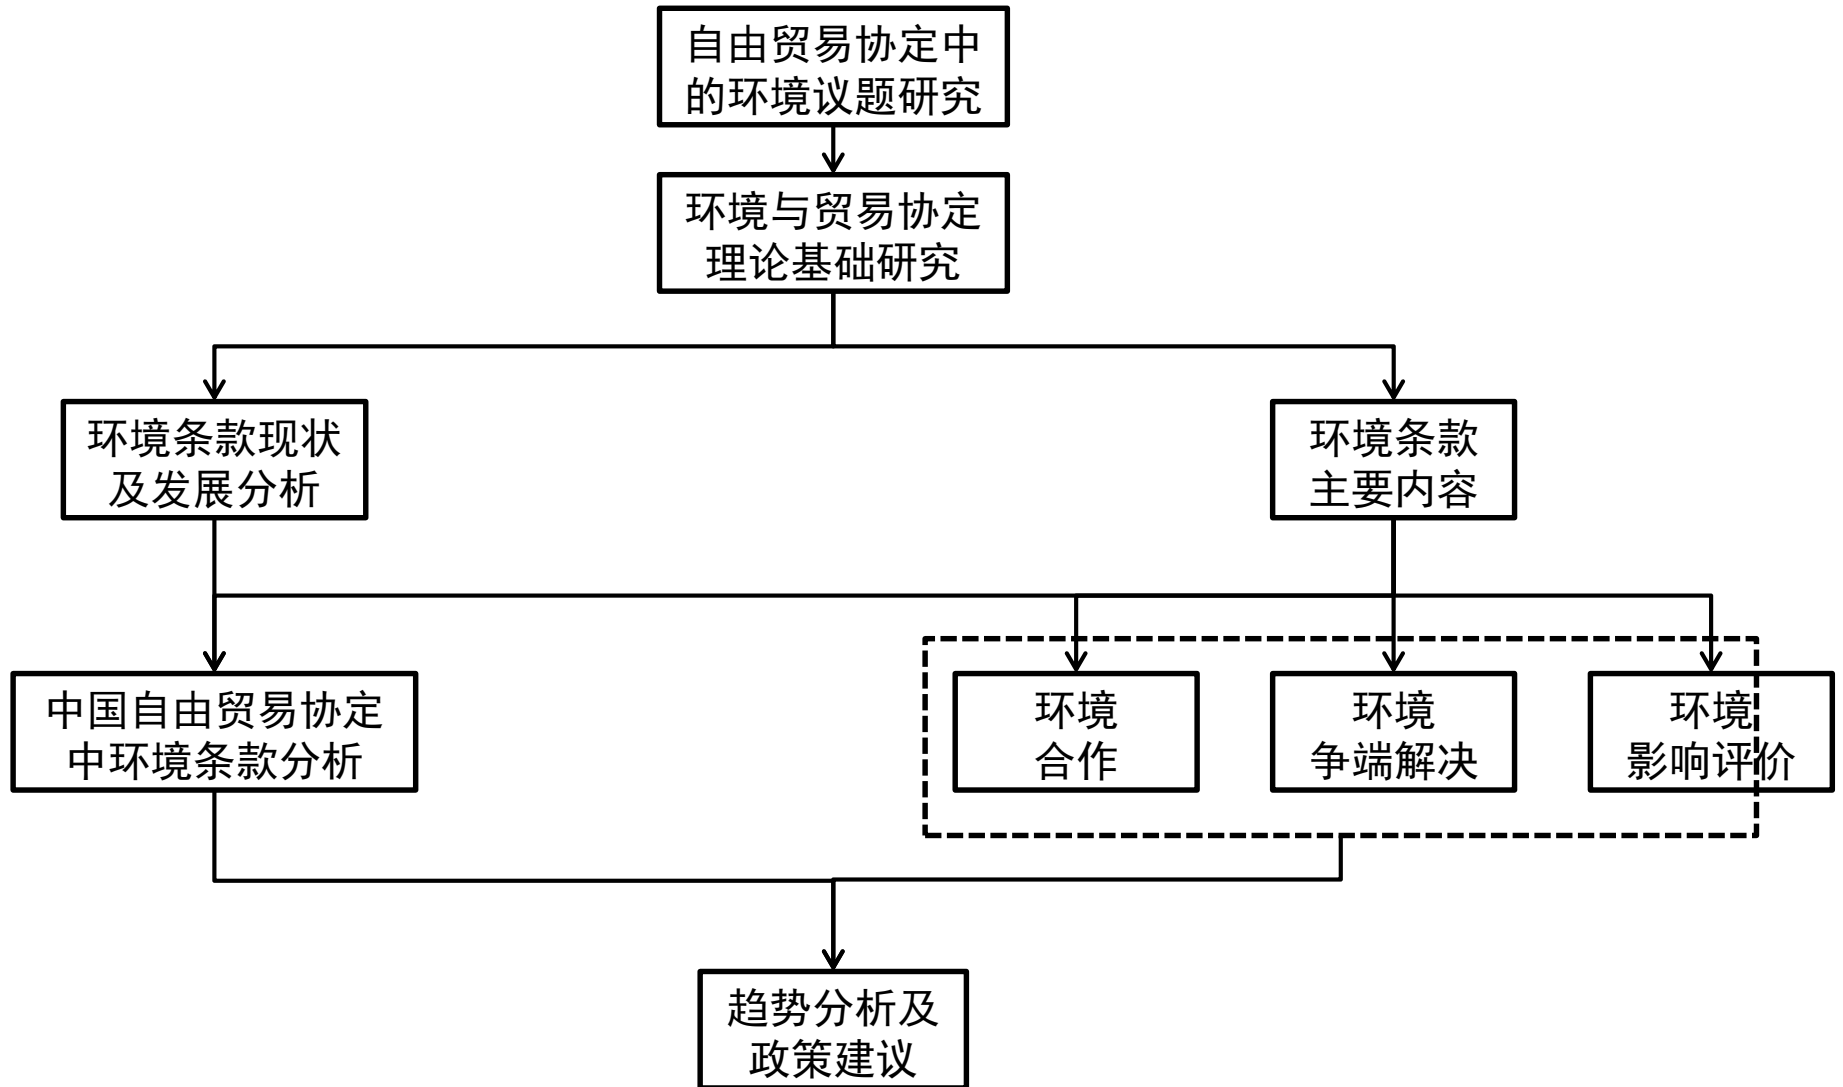 自由贸易协定中
的环境议题研究
环境与贸易协定
理论基础研究
环境条款现状
及发展分析
环境条款
主要内容
中国自由贸易协定
中环境条款分析
环境
合作
环境
争端解决
环境
影响评价
趋势分析及
政策建议